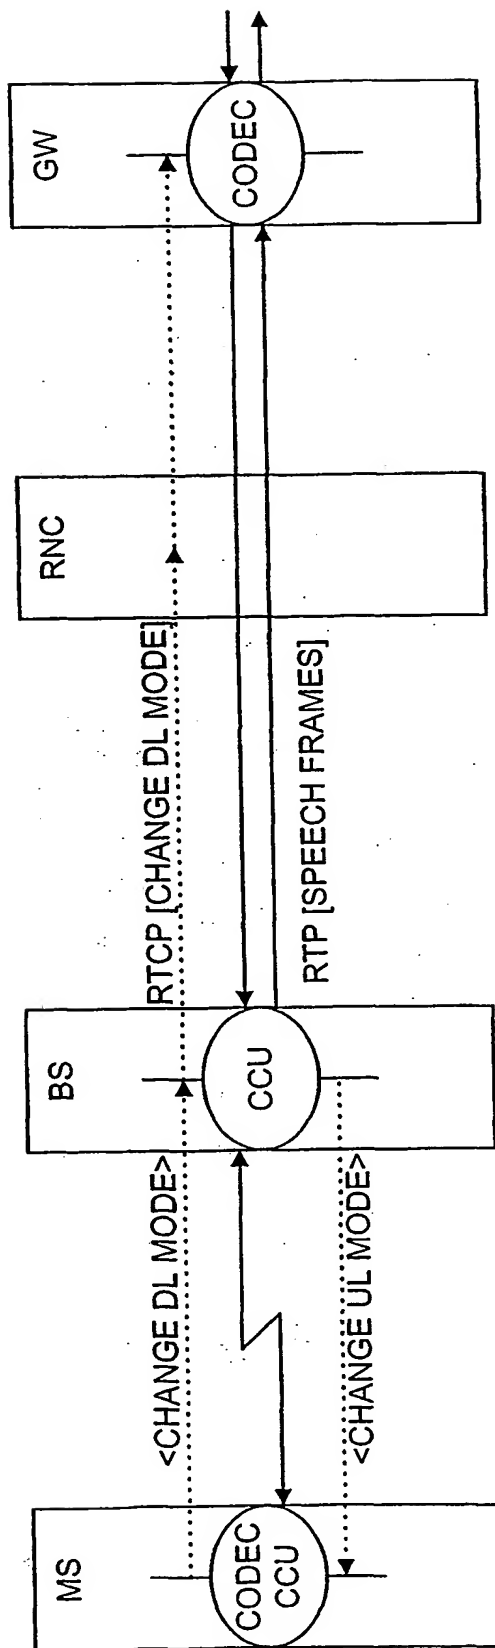 MS
BS
RNC
GW
<CHANGE DL MODE>
RTCP [CHANGE DL MODE]
CODEC
CCU
CCU
CODEC
RTP [SPEECH FRAMES]
<CHANGE UL MODE>